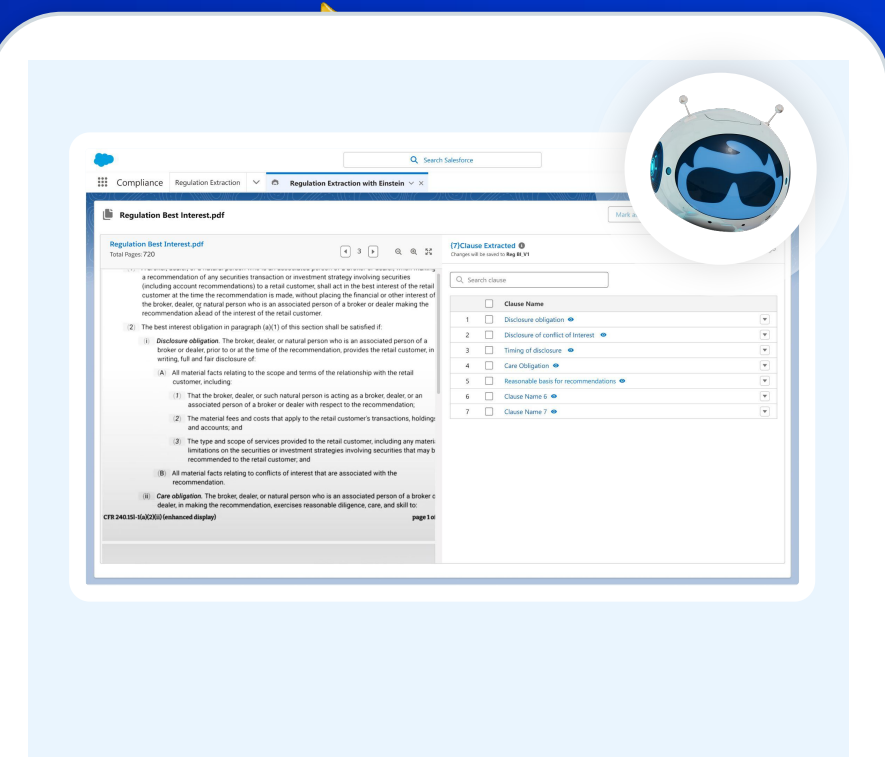 Search Salesforce
Compliance Regulation Extraction Regulation Extraction with Einstein
Regulation Best Interest.pdf
Mark a
Regulation Best Interest.pdf
Total Pages: 720
3
a recommendation of any securities transaction or investment strategy involving securities
(including account recommendations) to a retail customer, shall act in the best interest of the retail
customer at the time the recommendation is made, without placing the financial or other interest of
the broker, dealer, or natural person who is an associated person of a broker or dealer making the
recommendation ahead of the interest of the retail customer.
(2) The best interest obligation in paragraph (a)(1) of this section shall be satisfied if:
(i) Disclosure obligation. The broker, dealer, or natural person who is an associated person of a
broker or dealer, prior to or at the time of the recommendation, provides the retail customer, in
writing, full and fair disclosure of:
(A) All material facts relating to the scope and terms of the relationship with the retail
customer, including:
(1) That the broker, dealer, or such natural person is acting as a broker, dealer, or an
associated person of a broker or dealer with respect to the recommendation;
(2) The material fees and costs that apply to the retail customer's transactions, holdings
and accounts; and
(3) The type and scope of services provided to the retail customer, including any materi
limitations on the securities or investment strategies involving securities that may b
recommended to the retail customer; and
(B) All material facts relating to conflicts of interest that are associated with the
recommendation.
(ii) Care obligation. The broker, dealer, or natural person who is an associated person of a broker o
dealer, in making the recommendation, exercises reasonable diligence, care, and skill to:
CFR 240.15l-1(a)(2)(ii) (enhanced display) page 1 of
(7)Clause Extracted
Changes will be saved to Reg BI_V1
Search clause
Clause Name
1 Disclosure obligation
2 Disclosure of conflict of Interest
3 Timing of disclosure
4 Care Obligation
5 Reasonable basis for recommendations
6 Clause Name 6
7 Clause Name 7